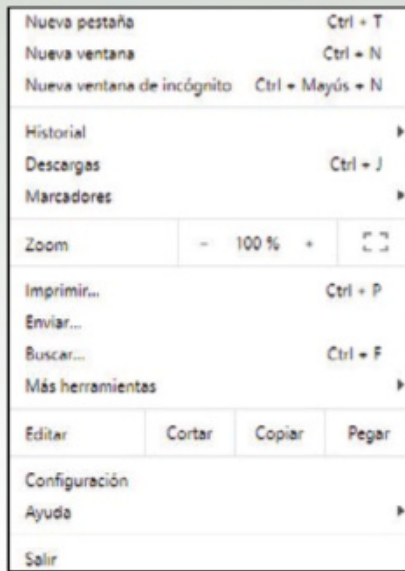 Nueva pestaña Ctrl + T
Nueva ventana Ctrl + N
Nueva ventana de incógnito Ctrl + Mayús + N
Historial
Descargas Ctrl + J
Marcadores
Zoom - 100 % +
Imprimir... Ctrl + P
Enviar...
Buscar... Ctrl + F
Más herramientas
Editar Cortar Copiar Pegar
Configuración
Ayuda
Salir